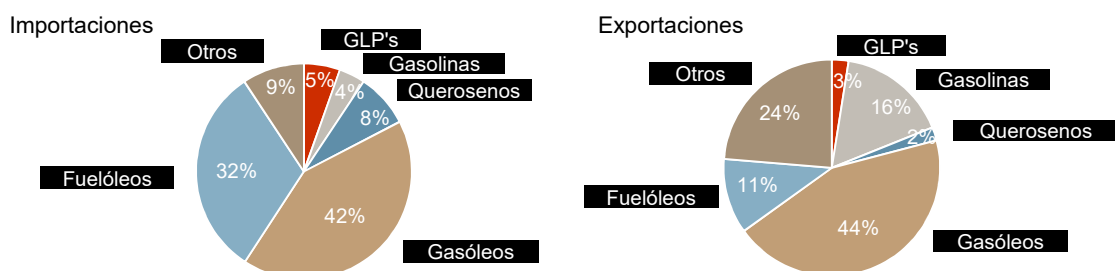 Importaciones
GLP's
Otros
Gasolinas
Querosenos
5%
9%
4%
8%
32%
Fuelóleos
42%
Gasóleos
Exportaciones
GLP's
Otros
Gasolinas
3%
16%
24%
Querosenos
2%
Fuelóleos
11%
44%
Gasóleos